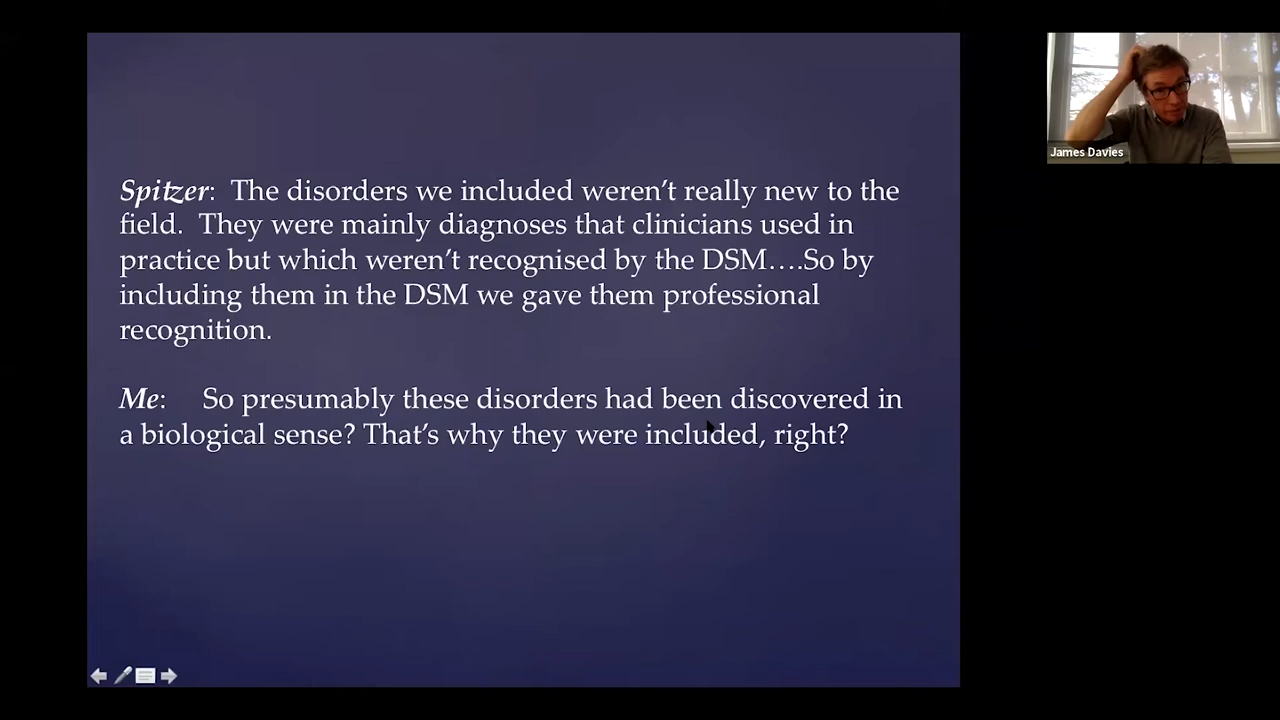 Spitzer: The disorders we included weren’t really new to the
field. They were mainly diagnoses that clinicians used in
practice but which weren’t recognised by the DSM….So by
including them in the DSM we gave them professional
recognition.
Me: So presumably these disorders had been discovered in
a biological sense? That’s why they were included, right?
James Davies